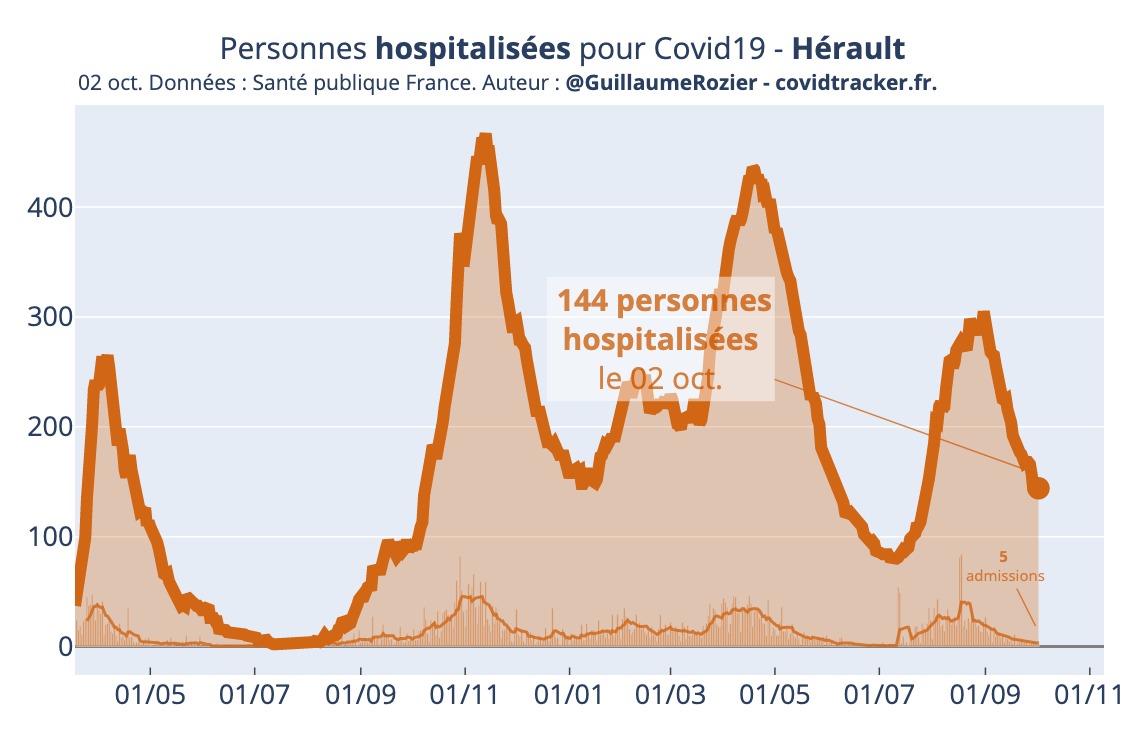 Personnes hospitalisées pour Covid19 - Hérault
02 oct. Données : Santé publique France. Auteur : @GuillaumeRozier - covidtracker.fr.
400
300
200
100
0
144 personnes
hospitalisées
le 02 oct.
5
admissions
01/05 01/07 01/09 01/11 01/01 01/03 01/05 01/07 01/09 01/11